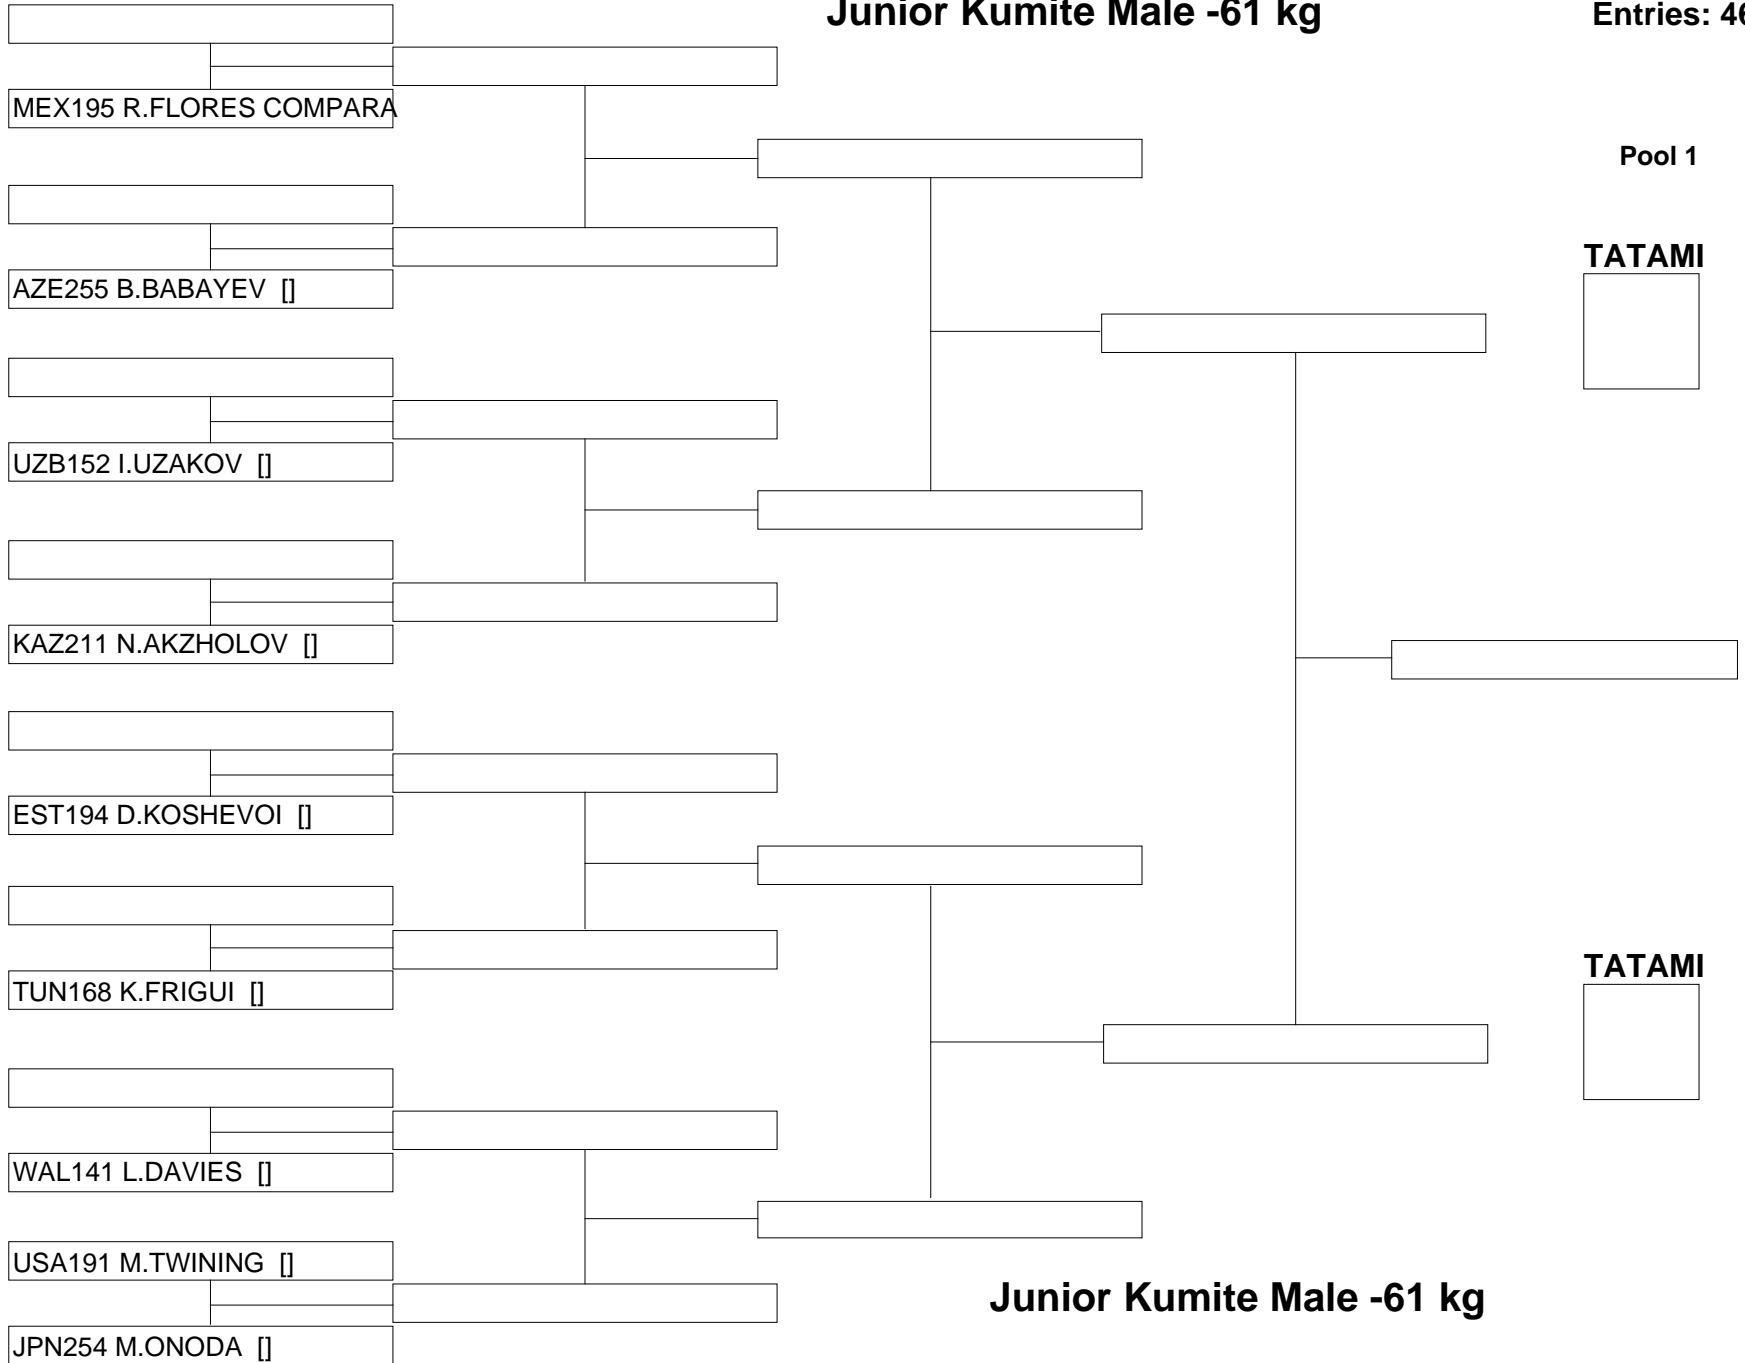 Junior Kumite Male -61 kg
Entries: 46
MEX195 R.FLORES COMPARA
Pool 1
TATAMI
AZE255 B.BABAYEV []
UZB152 I.UZAKOV []
KAZ211 N.AKZHOLOV []
EST194 D.KOSHEVOI []
TATAMI
TUN168 K.FRIGUI []
WAL141 L.DAVIES []
USA191 M.TWINING []
Junior Kumite Male -61 kg
JPN254 M.ONODA []